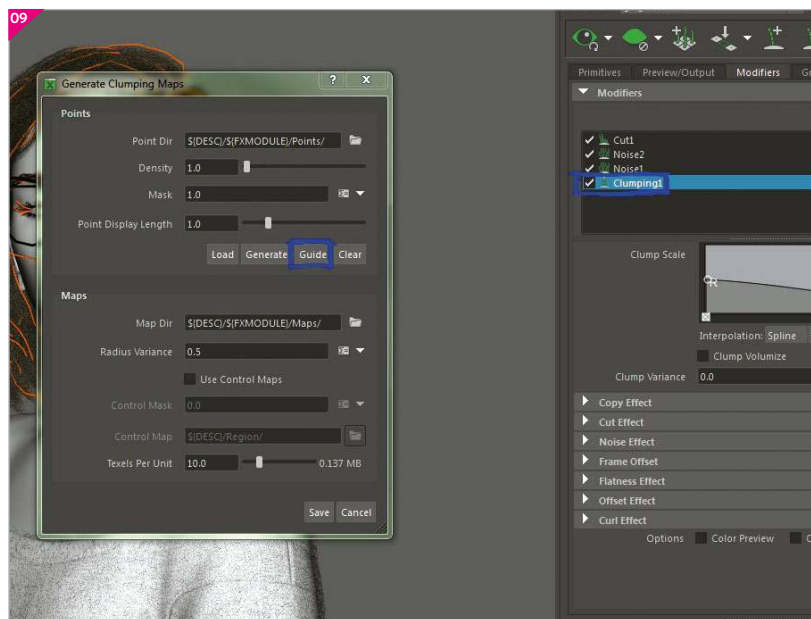 09
Generate Clumping Maps
? X
Points
Point Dir ${DESC}/${FXMODULE}/Points/
Density 1.0
Mask 1.0
Point Display Length 1.0
Load Generate Guide Clear
Maps
Map Dir ${DESC}/${FXMODULE}/Maps/
Radius Variance 0.5
Use Control Maps
Control Mask 0.0
Control Map ${DESC}/Region/
Texels Per Unit 10.0 0.137 MB
Save Cancel
Primitives Preview/Output Modifiers
Modifiers
Cut1
Noise2
Noise1
Clumping1
Clump Scale
R
Interpolation: Spline
Clump Volumize
Clump Variance 0.0
Copy Effect
Cut Effect
Noise Effect
Frame Offset
Flatness Effect
Offset Effect
Curl Effect
Options Color Preview